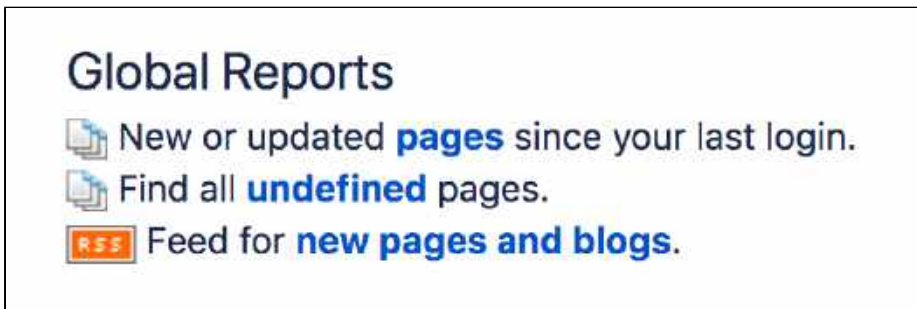 Global Reports
New or updated pages since your last login.
Find all undefined pages.
RSS Feed for new pages and blogs.